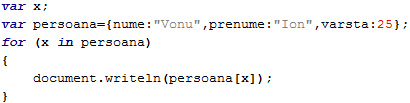 var x;
var persoana={nume:"Vonu",prenume:"Ion",varsta:25};
for (x in persoana)
{
    document.writeln(persoana[x]);
}